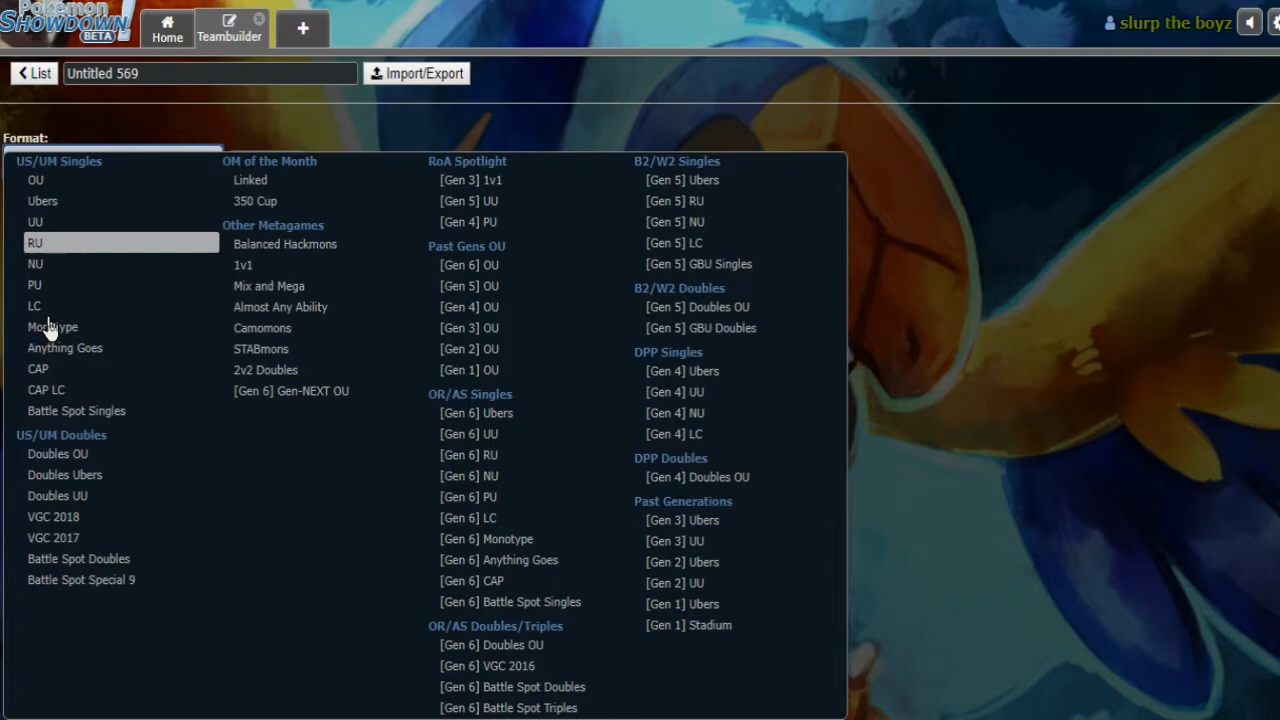 Pokémon
SHOWDOWN!
BETA
Home
Teambuilder
slurp the boyz
List
Untitled 569
Import/Export
Format:
US/UM Singles
OU
Ubers
UU
RU
NU
PU
LC
Monotype
Anything Goes
CAP
CAP LC
Battle Spot Singles
US/UM Doubles
Doubles OU
Doubles Ubers
Doubles UU
VGC 2018
VGC 2017
Battle Spot Doubles
Battle Spot Special 9
OM of the Month
Linked
350 Cup
Other Metagames
Balanced Hackmons
1v1
Mix and Mega
Almost Any Ability
Camomons
STABmons
2v2 Doubles
[Gen 6] Gen-NEXT OU
RoA Spotlight
[Gen 3] 1v1
[Gen 5] UU
[Gen 4] PU
Past Gens OU
[Gen 6] OU
[Gen 5] OU
[Gen 4] OU
[Gen 3] OU
[Gen 2] OU
[Gen 1] OU
OR/AS Singles
[Gen 6] Ubers
[Gen 6] UU
[Gen 6] RU
[Gen 6] NU
[Gen 6] PU
[Gen 6] LC
[Gen 6] Monotype
[Gen 6] Anything Goes
[Gen 6] CAP
[Gen 6] Battle Spot Singles
OR/AS Doubles/Triples
[Gen 6] Doubles OU
[Gen 6] VGC 2016
[Gen 6] Battle Spot Doubles
[Gen 6] Battle Spot Triples
B2/W2 Singles
[Gen 5] Ubers
[Gen 5] RU
[Gen 5] NU
[Gen 5] LC
[Gen 5] GBU Singles
B2/W2 Doubles
[Gen 5] Doubles OU
[Gen 5] GBU Doubles
DPP Singles
[Gen 4] Ubers
[Gen 4] UU
[Gen 4] NU
[Gen 4] LC
DPP Doubles
[Gen 4] Doubles OU
Past Generations
[Gen 3] Ubers
[Gen 3] UU
[Gen 2] Ubers
[Gen 2] UU
[Gen 1] Ubers
[Gen 1] Stadium